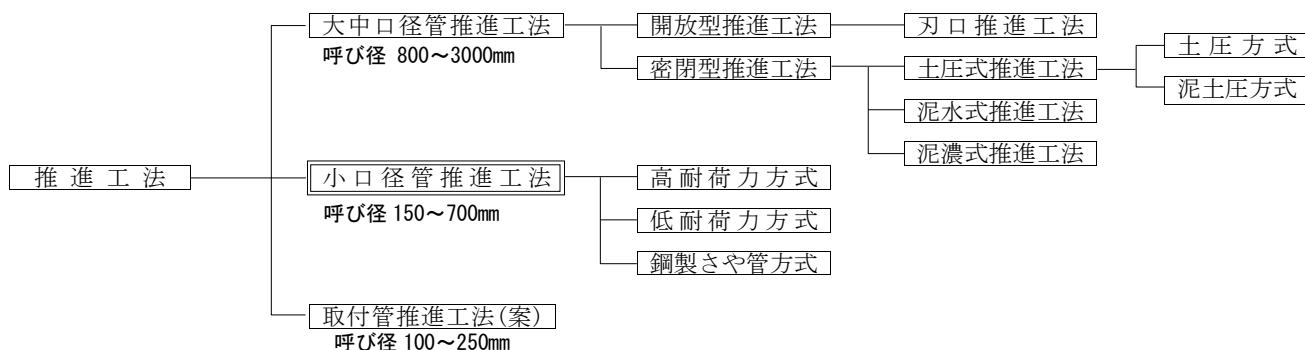 大中口径管推進工法
開放型推進工法
刃口推進工法
呼び径 800～3000mm
土圧方式
密閉型推進工法
土圧式推進工法
泥土圧方式
泥水式推進工法
泥濃式推進工法
推進工法
小口径管推進工法
高耐荷力方式
呼び径 150～700mm
低耐荷力方式
鋼製さや管方式
取付管推進工法(案)
呼び径 100～250mm